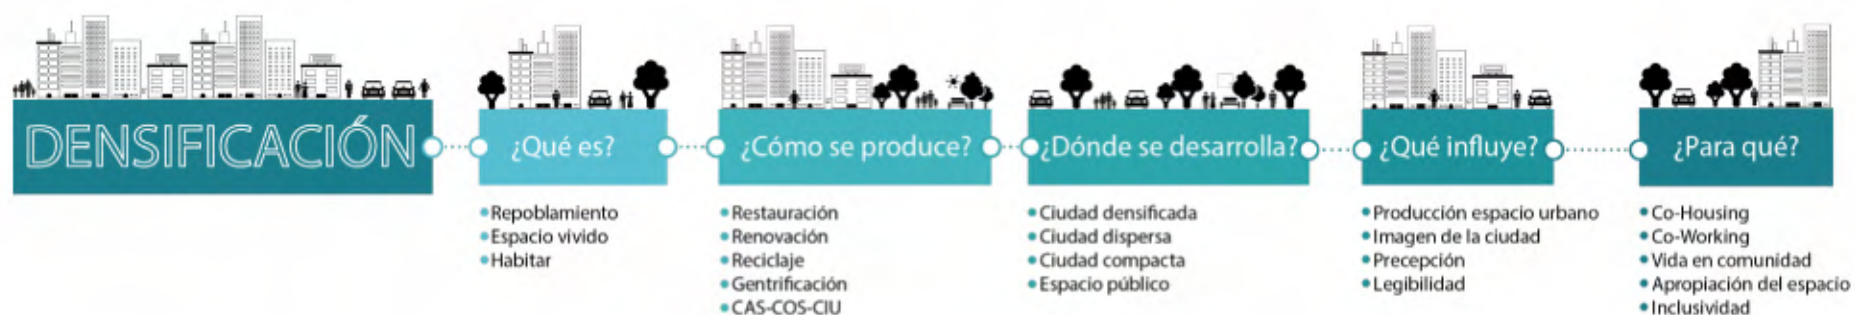 DENSIFICACIÓN
¿Qué es?
• Repoblamiento
• Espacio vivido
• Habitar
¿Cómo se produce?
• Restauración
• Renovación
• Reciclaje
• Gentrificación
• CAS-COS-CIU
¿Dónde se desarrolla?
• Ciudad densificada
• Ciudad dispersa
• Ciudad compacta
• Espacio público
¿Qué influye?
• Producción espacio urbano
• Imagen de la ciudad
• Precepción
• Legibilidad
¿Para qué?
• Co-Housing
• Co-Working
• Vida en comunidad
• Apropiación del espacio
• Inclusividad